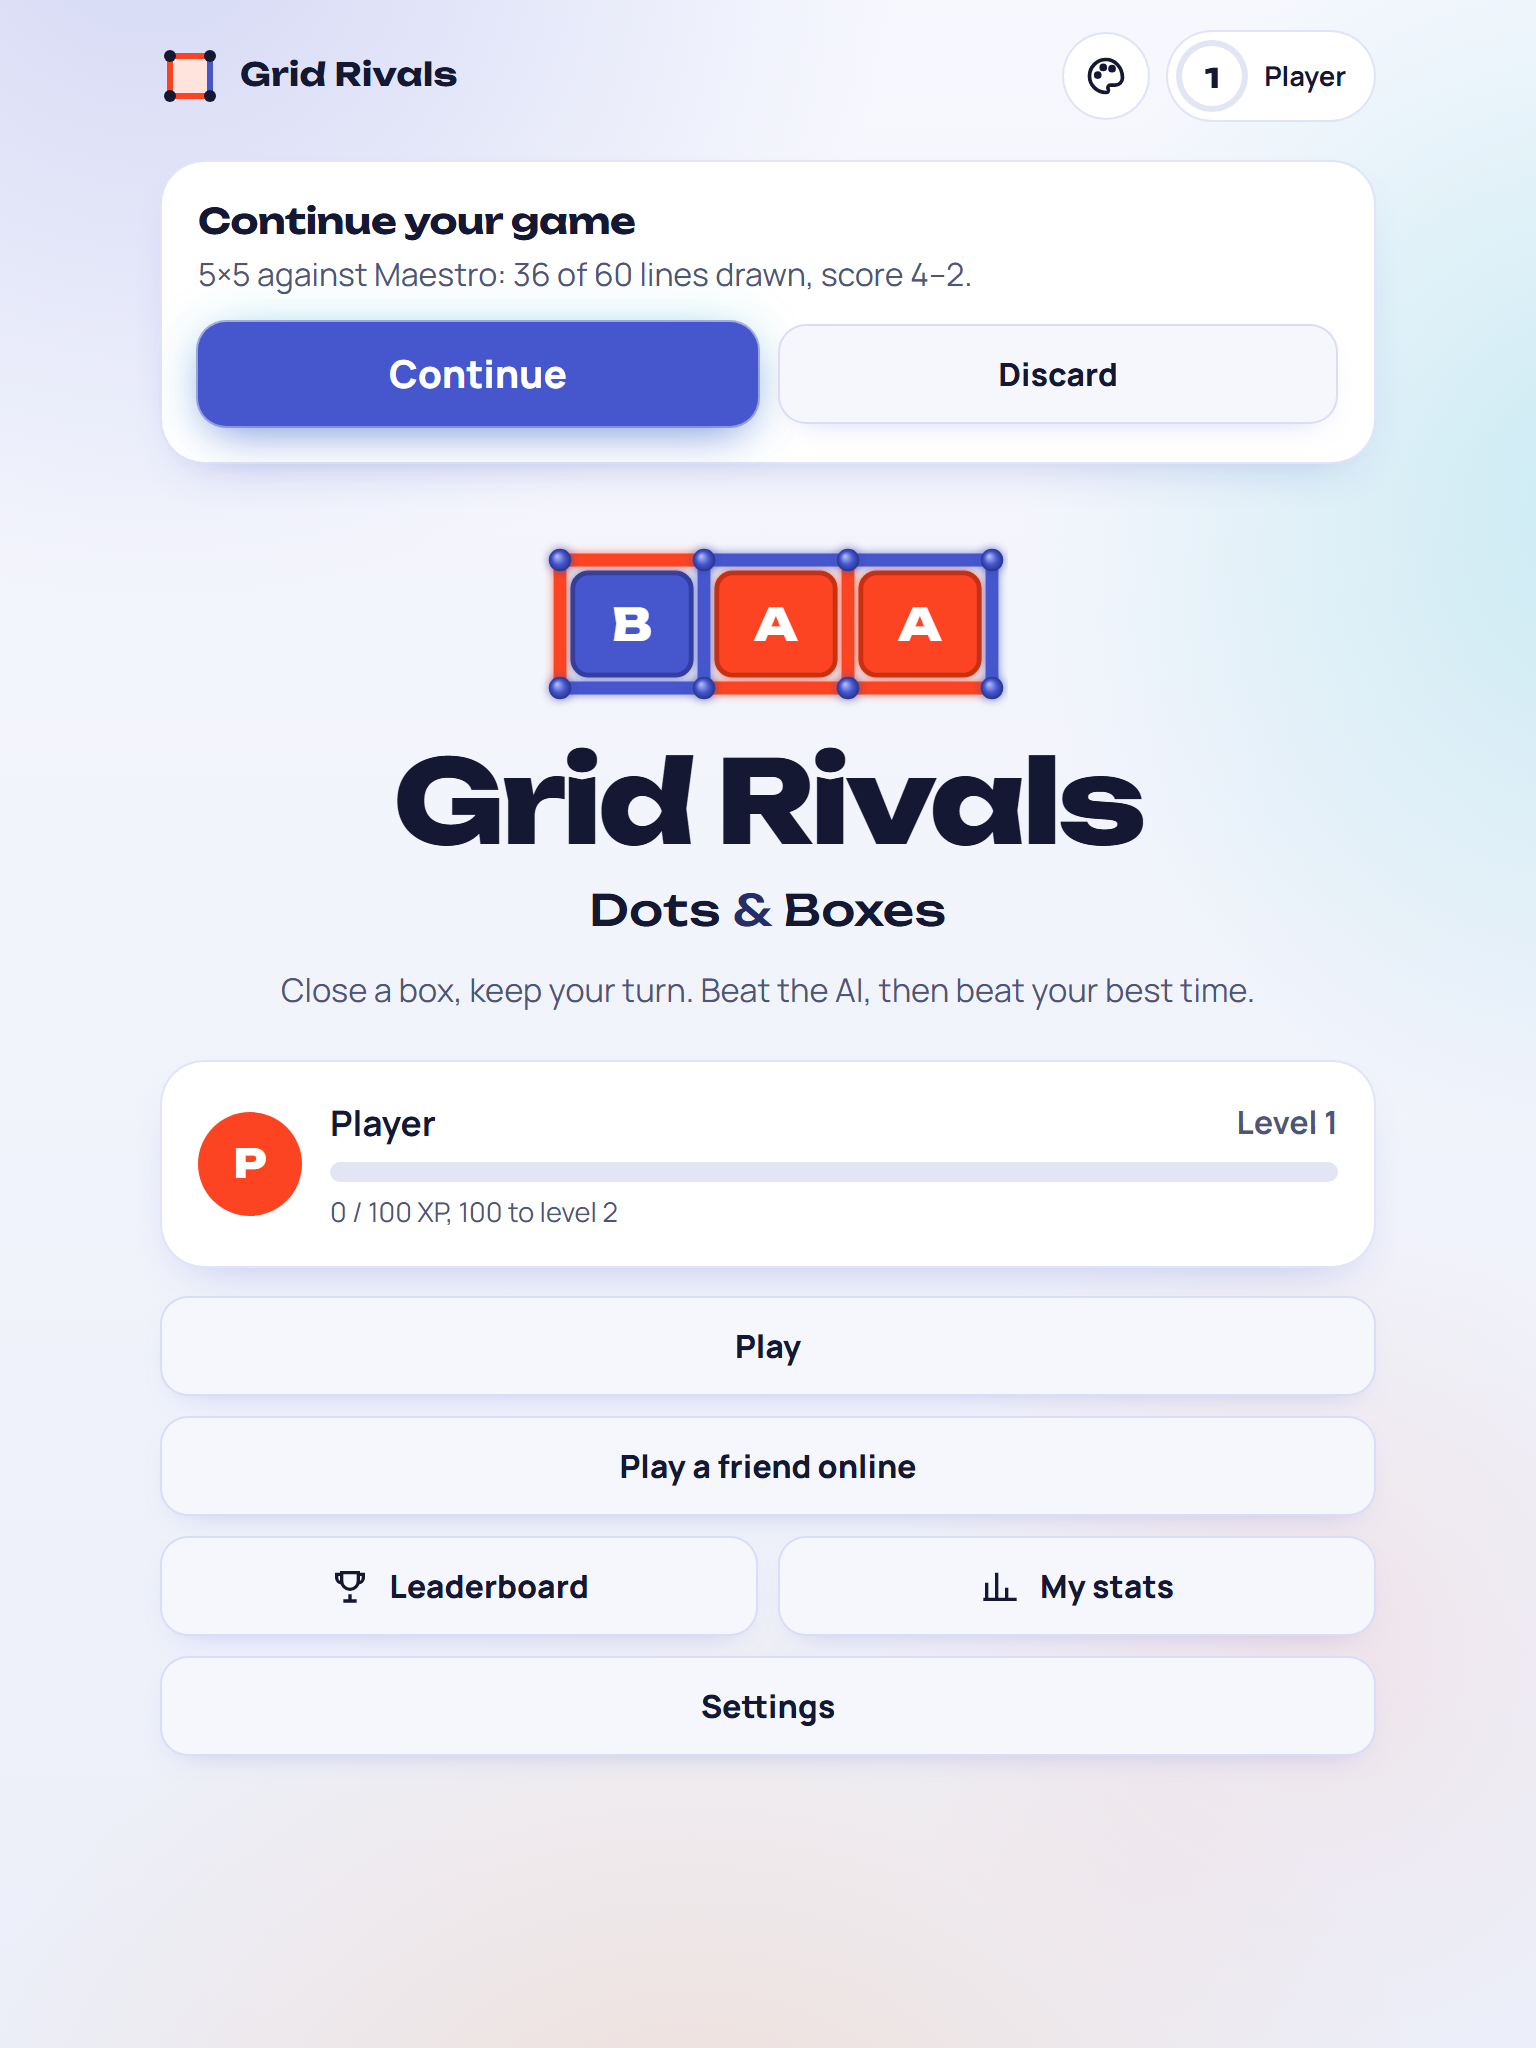 Grid Rivals
1 Player
Continue your game
5×5 against Maestro: 36 of 60 lines drawn, score 4–2.
Continue Discard
B A A
Grid Rivals
Dots & Boxes
Close a box, keep your turn. Beat the AI, then beat your best time.
P Player Level 1
0 / 100 XP, 100 to level 2
Play
Play a friend online
Leaderboard My stats
Settings